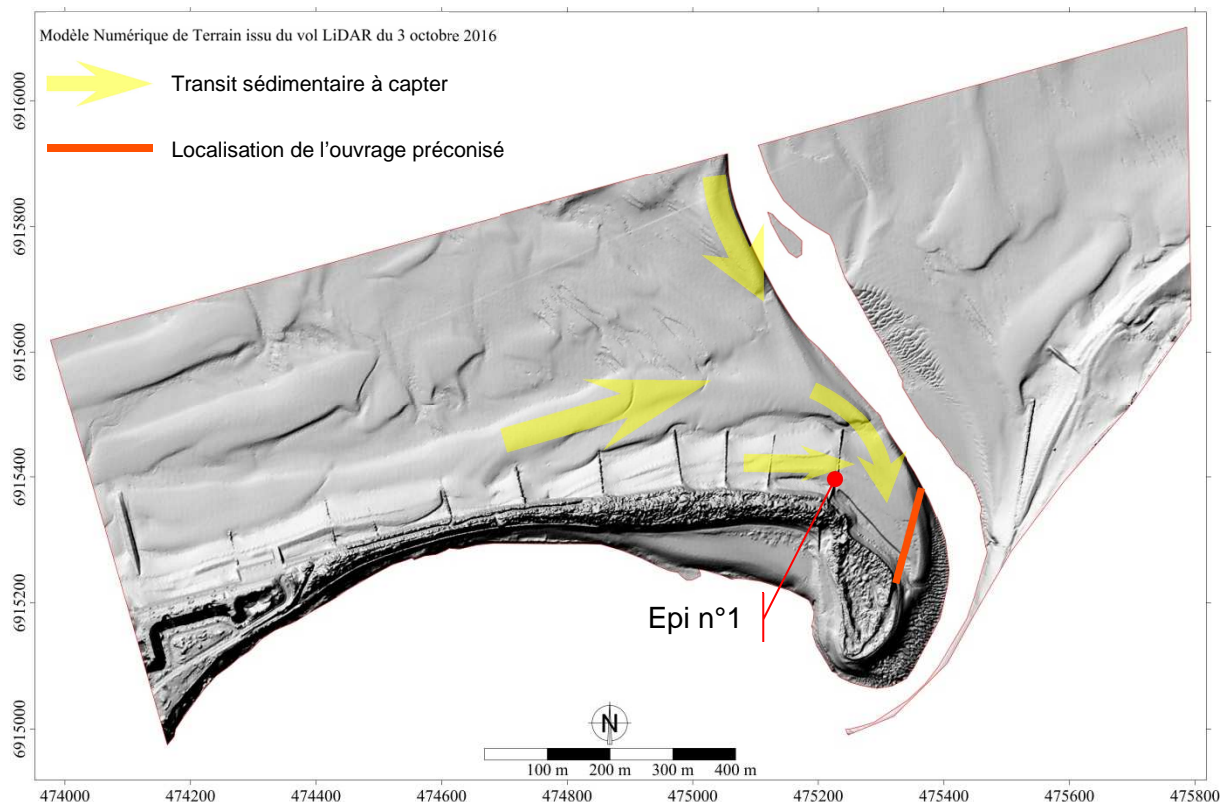 Modèle Numérique de Terrain issu du vol LiDAR du 3 octobre 2016
Transit sédimentaire à capter
Localisation de l'ouvrage préconisé
6916000
6915800
6915600
6915400
6915200
6915000
Epi n°1
N
100 m 200 m 300 m 400 m
474000 474200 474400 474600 474800 475000 475200 475400 475600 475800